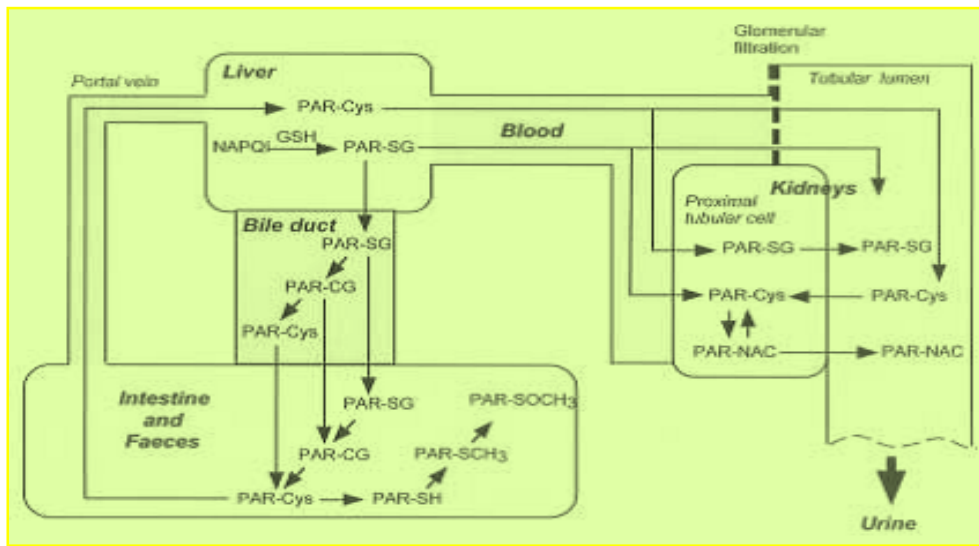 Glomerular
filtration
Portal vein
Liver
Tubular lumen
PAR-Cys
Blood
GSH
NAPQI
PAR-SG
Kidneys
Proximal
tubular cell
Bile duct
PAR-SG
PAR-SG
PAR-SG
PAR-CG
PAR-Cys
PAR-Cys
PAR-Cys
PAR-NAC
PAR-NAC
Intestine
and
Faeces
PAR-SG
PAR-SOCH3
PAR-CG
PAR-SCH3
PAR-Cys
PAR-SH
Urine